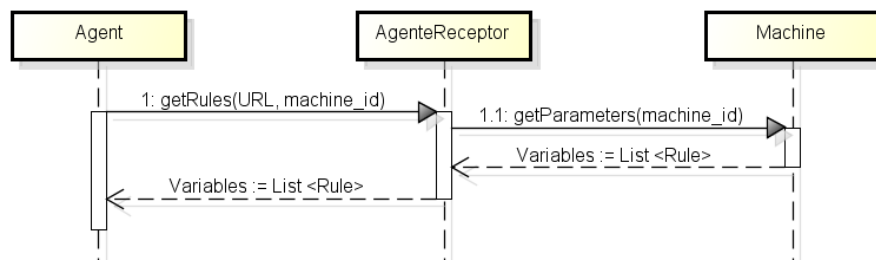 Agent
AgenteReceptor
Machine
1: getRules(URL, machine_id)
1.1: getParameters(machine_id)
Variables := List <Rule>
Variables := List <Rule>